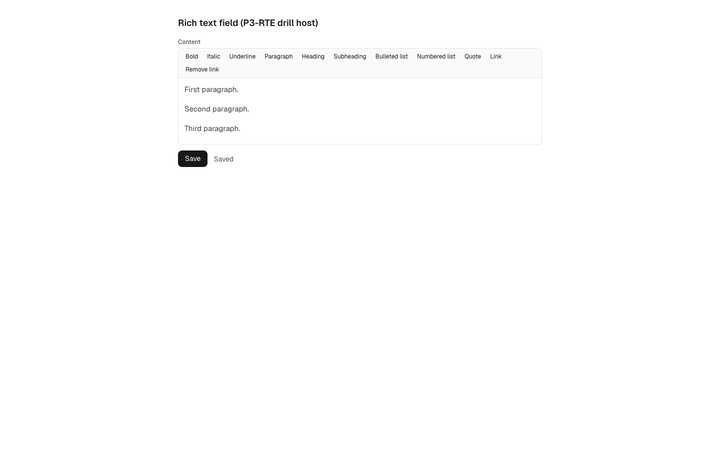 Rich text field (P3-RTE drill host)
Content
Bold Italic Underline Paragraph Heading Subheading Bulleted list Numbered list Quote Link
Remove link
First paragraph.
Second paragraph.
Third paragraph.
Save Saved